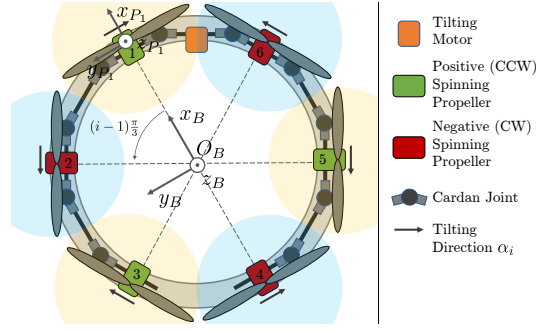 x_{P_1}
z_{P_1}
y_{P_1}
1
6
(i − 1)\frac{π}{3}
x_B
O_B
z_B
y_B
2
5
3
4
Tilting
Motor
Positive (CCW)
Spinning
Propeller
Negative (CW)
Spinning
Propeller
Cardan Joint
Tilting
Direction α_i